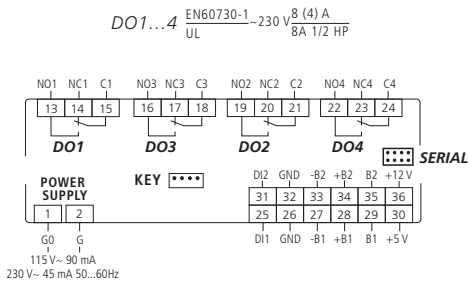 DO1...4 EN60730-1 ~230 V 8 (4) A
UL 8A 1/2 HP
NO1 NC1 C1 NO3 NC3 C3 NO2 NC2 C2 NO4 NC4 C4
13 14 15 16 17 18 19 20 21 22 23 24
DO1 DO3 DO2 DO4
SERIAL
POWER SUPPLY
KEY
DI2 GND -B2 +B2 B2 +12 V
31 32 33 34 35 36
1 2 25 26 27 28 29 30
G0 G DI1 GND -B1 +B1 B1 +5 V
115 V~ 90 mA
230 V~ 45 mA 50...60Hz